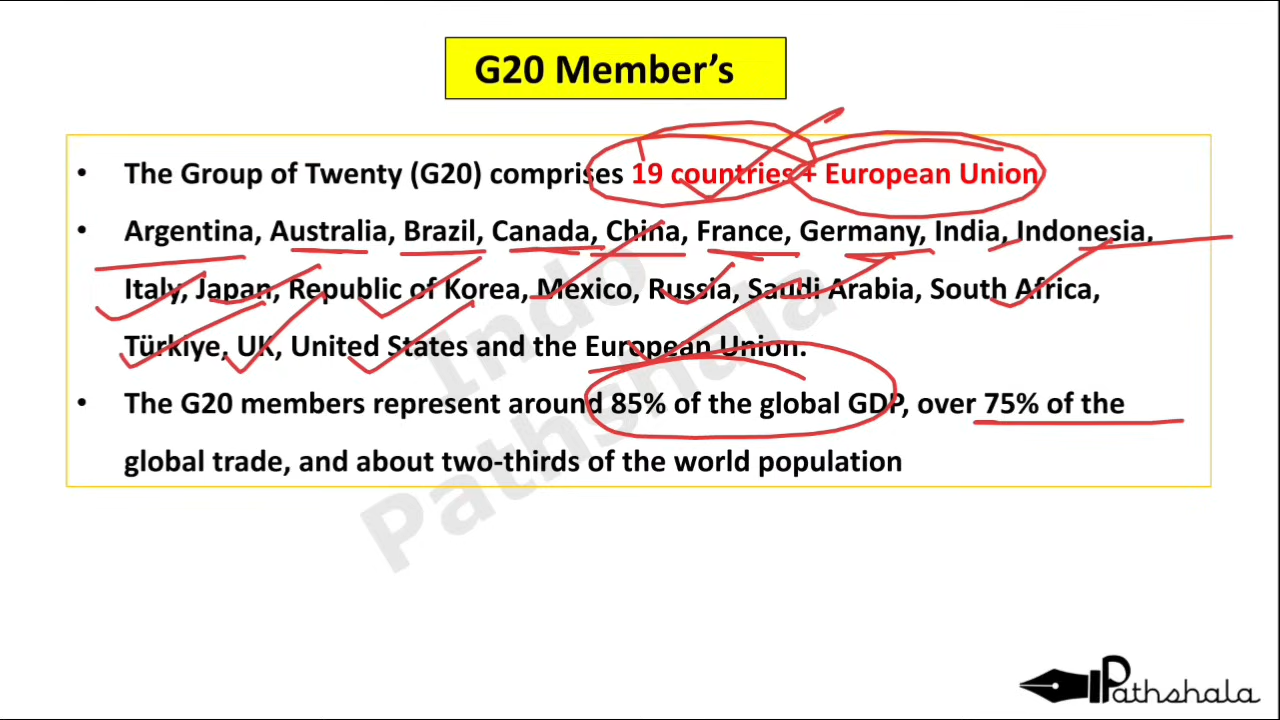 G20 Member's
• The Group of Twenty (G20) comprises 19 countries + European Union
• Argentina, Australia, Brazil, Canada, China, France, Germany, India, Indonesia,
Italy, Japan, Republic of Korea, Mexico, Russia, Saudi Arabia, South Africa,
Türkiye, UK, United States and the European Union.
• The G20 members represent around 85% of the global GDP, over 75% of the
global trade, and about two-thirds of the world population
Indo
Pathshala
Pathshala